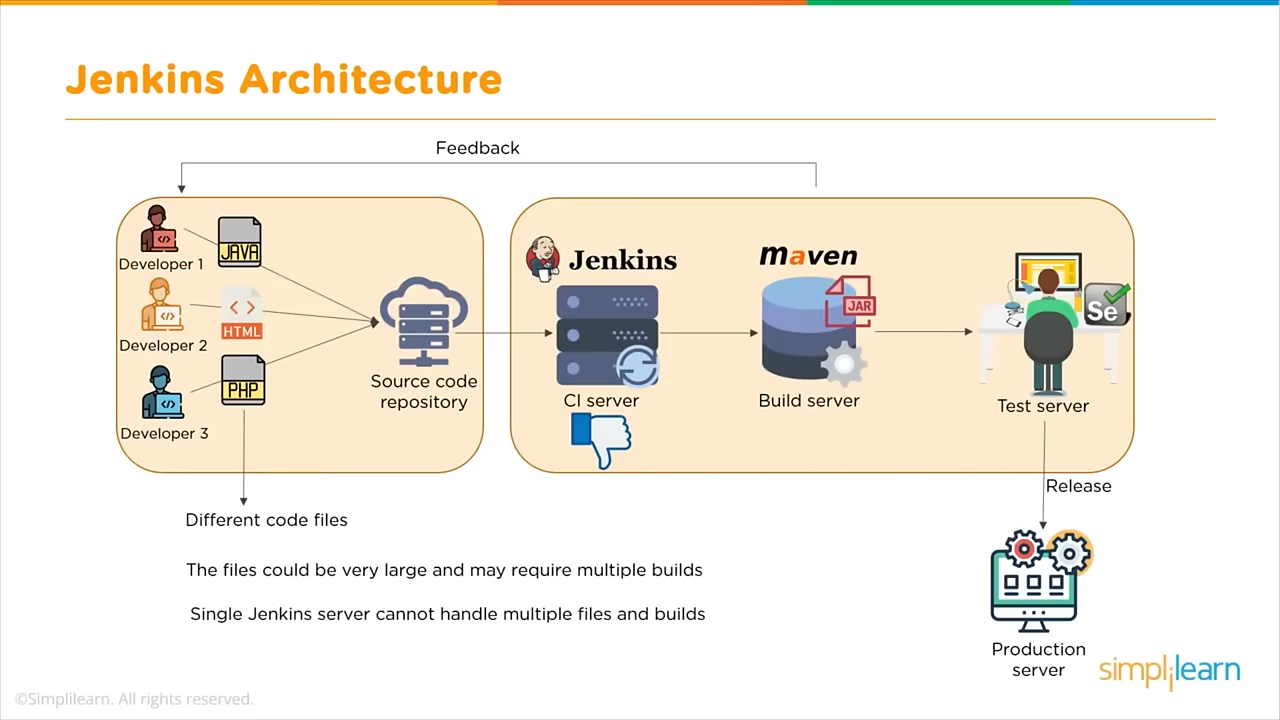 Jenkins Architecture
Feedback
Developer 1
JAVA
Developer 2
HTML
Developer 3
PHP
Source code
repository
Jenkins
CI server
maven
JAR
Build server
Se
Test server
Release
Different code files
The files could be very large and may require multiple builds
Single Jenkins server cannot handle multiple files and builds
Production
server
simplilearn
©Simplilearn. All rights reserved.